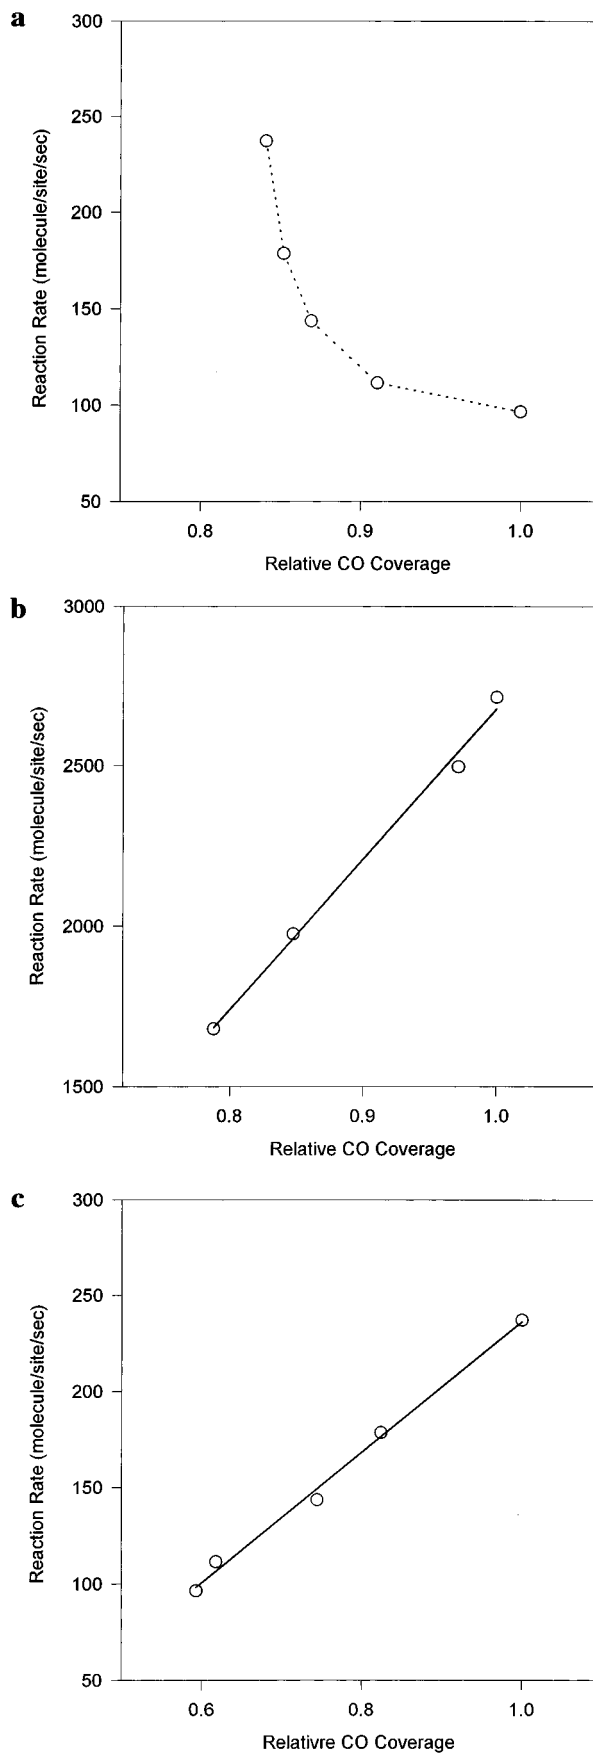 a
300
250
200
150
100
50
Reaction Rate (molecule/site/sec)
0.8 0.9 1.0
Relative CO Coverage
b
3000
2500
2000
1500
Reaction Rate (molecule/site/sec)
0.8 0.9 1.0
Relative CO Coverage
c
300
250
200
150
100
50
Reaction Rate (molecule/site/sec)
0.6 0.8 1.0
Relativre CO Coverage